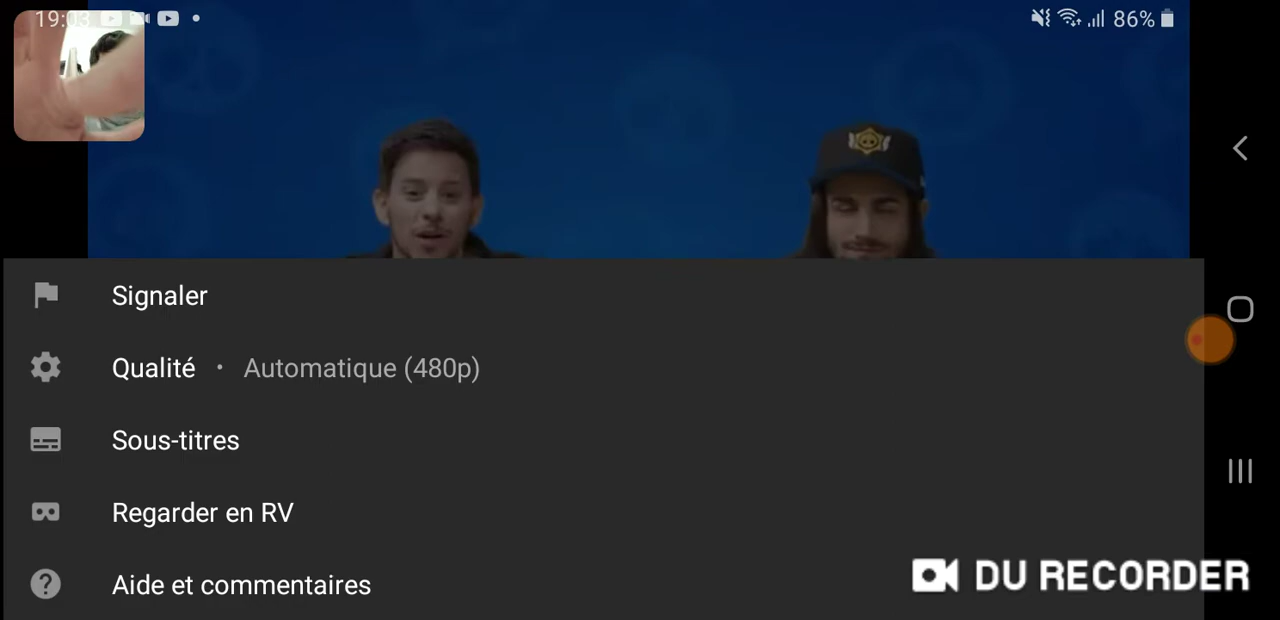 19:03
86%
Signaler
Qualité • Automatique (480p)
Sous-titres
Regarder en RV
Aide et commentaires
DU RECORDER